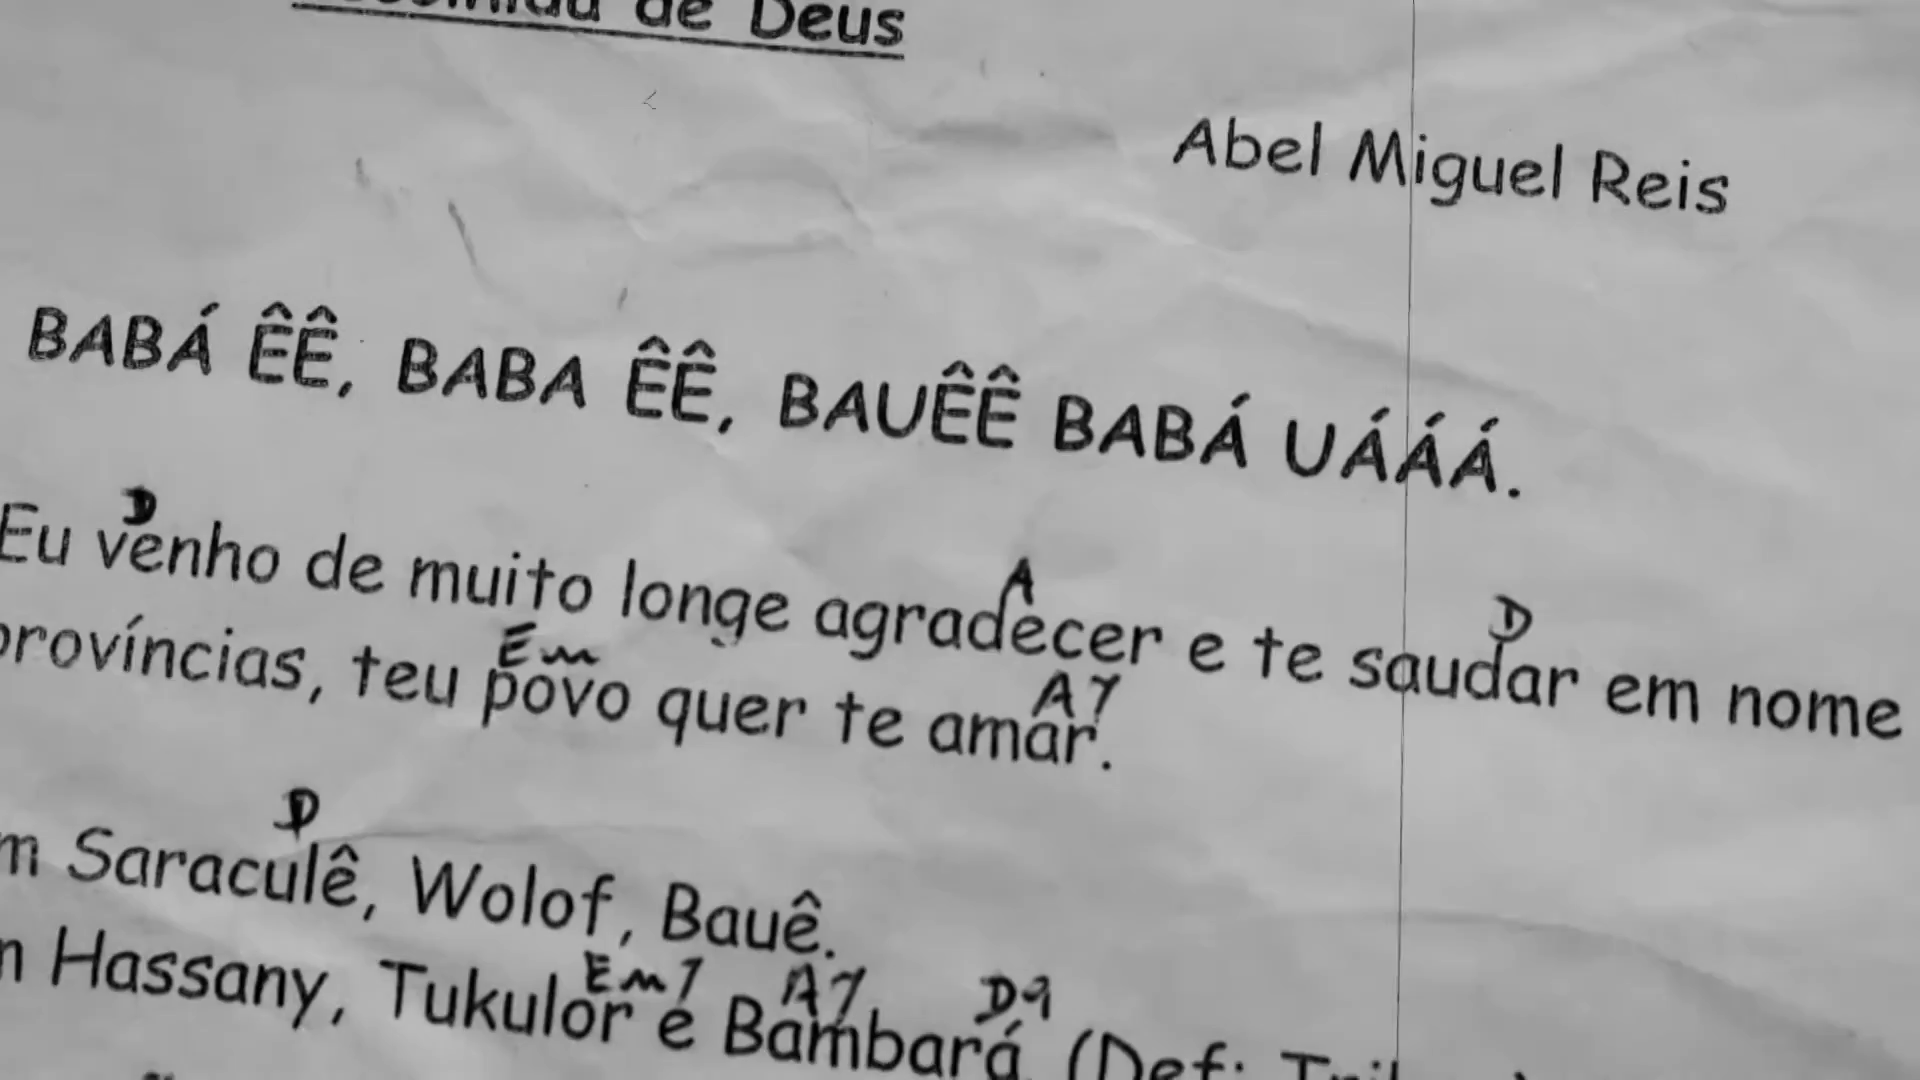 de Deus
Abel Miguel Reis
BABÁ ÊÊ, BABA ÊÊ, BAUÊÊ BABÁ UÁÁÁ.
D
Eu venho de muito longe agradecer e te saudar em nome
A D
províncias, teu povo quer te amar.
Em A7
D
Saraculê, Wolof, Bauê.
Hassany, Tukulor e Bambará (Def:
Em7 A7 D9